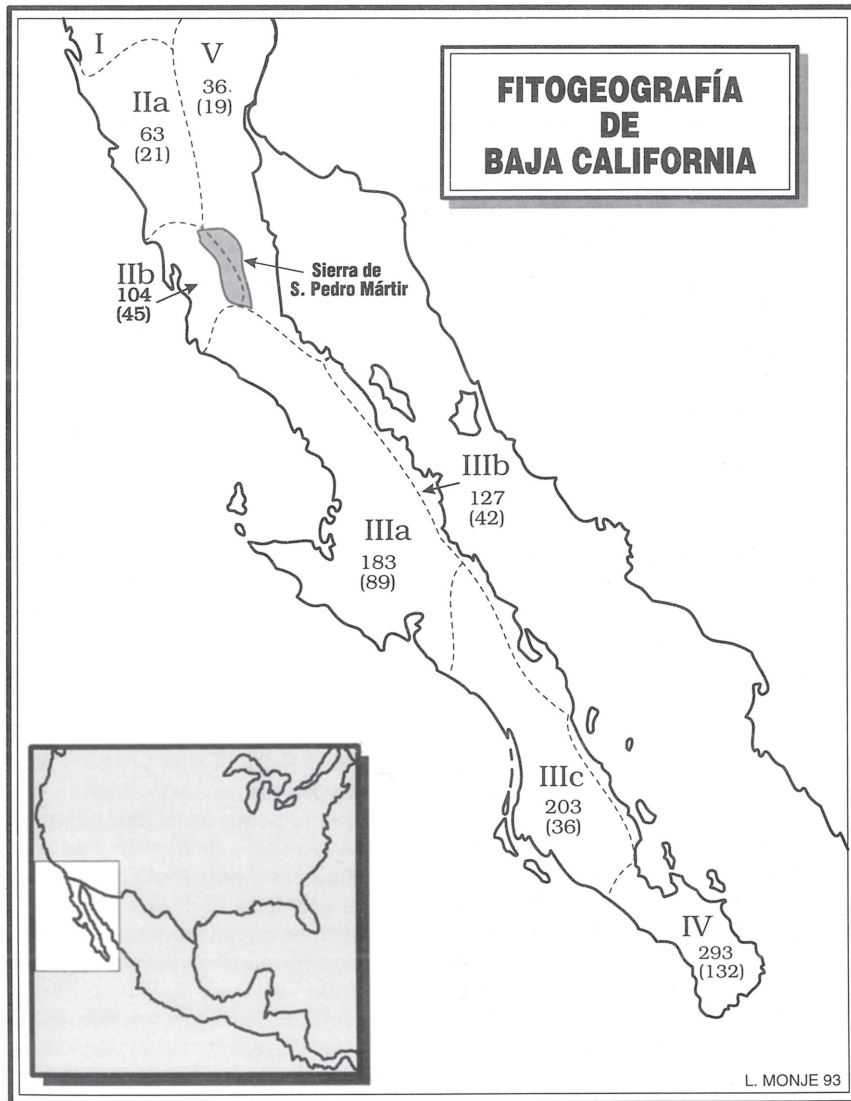 FITOGEOGRAFÍA
DE
BAJA CALIFORNIA
I
V
36.
(19)
IIa
63
(21)
IIb
104
(45)
Sierra de
S. Pedro Mártir
IIIb
127
(42)
IIIa
183
(89)
IIIc
203
(36)
IV
293
(132)
L. MONJE 93